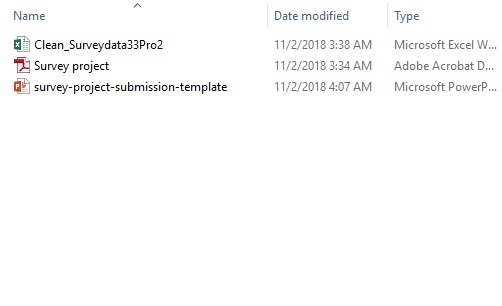 Name Date modified Type
Clean_Surveydata33Pro2 11/2/2018 3:38 AM Microsoft Excel W...
Survey project 11/2/2018 3:34 AM Adobe Acrobat D...
survey-project-submission-template 11/2/2018 4:07 AM Microsoft PowerP...